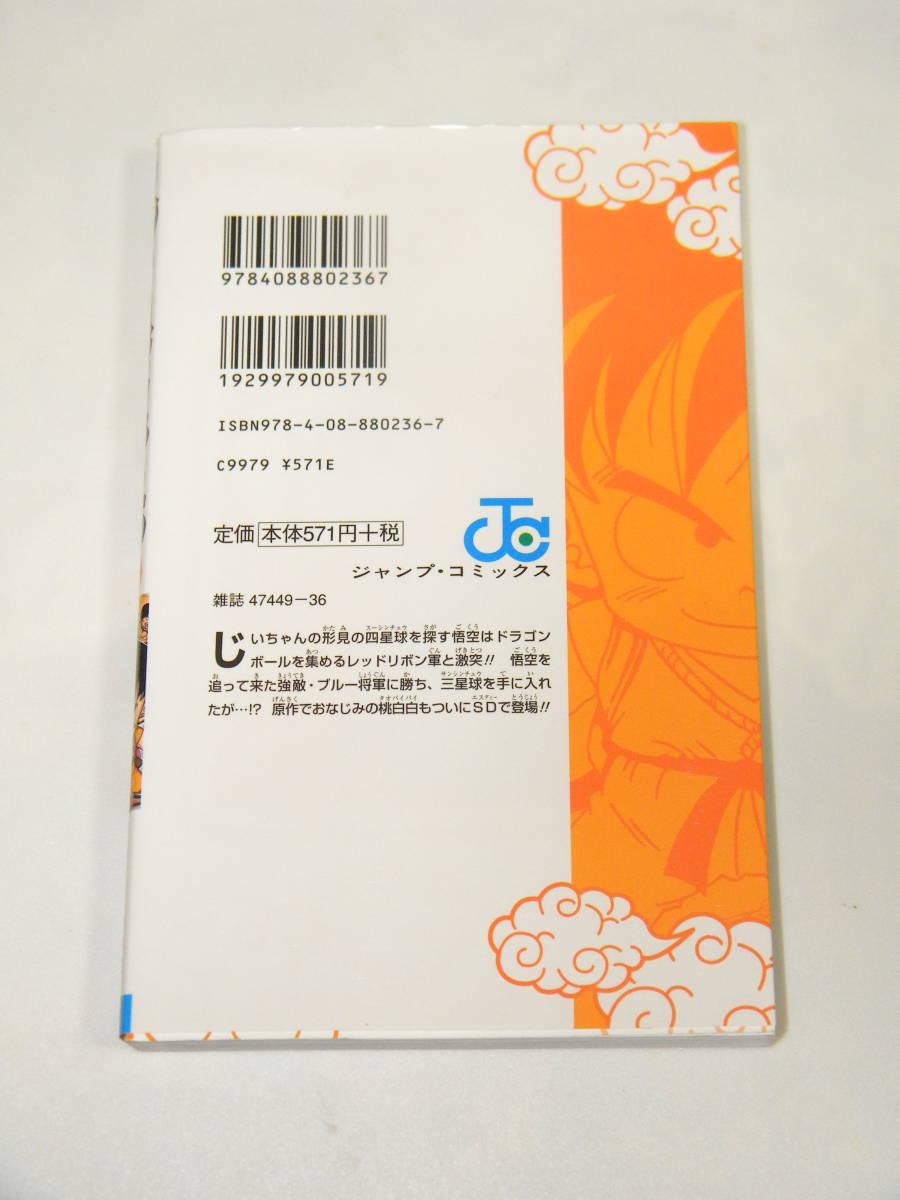 9784088802367
1929979005719
ISBN978-4-08-880236-7
C9979 ¥571E
定価 本体571円+税
JC
ジャンプ・コミックス
雑誌 47449-36
じいちゃんの形見の四星球を探す悟空はドラゴン
ボールを集めるレッドリボン軍と激突!! 悟空を
追って来た強敵・ブルー将軍に勝ち、三星球を手に入れ
たが…!? 原作でおなじみの桃白白もついにSDで登場!!